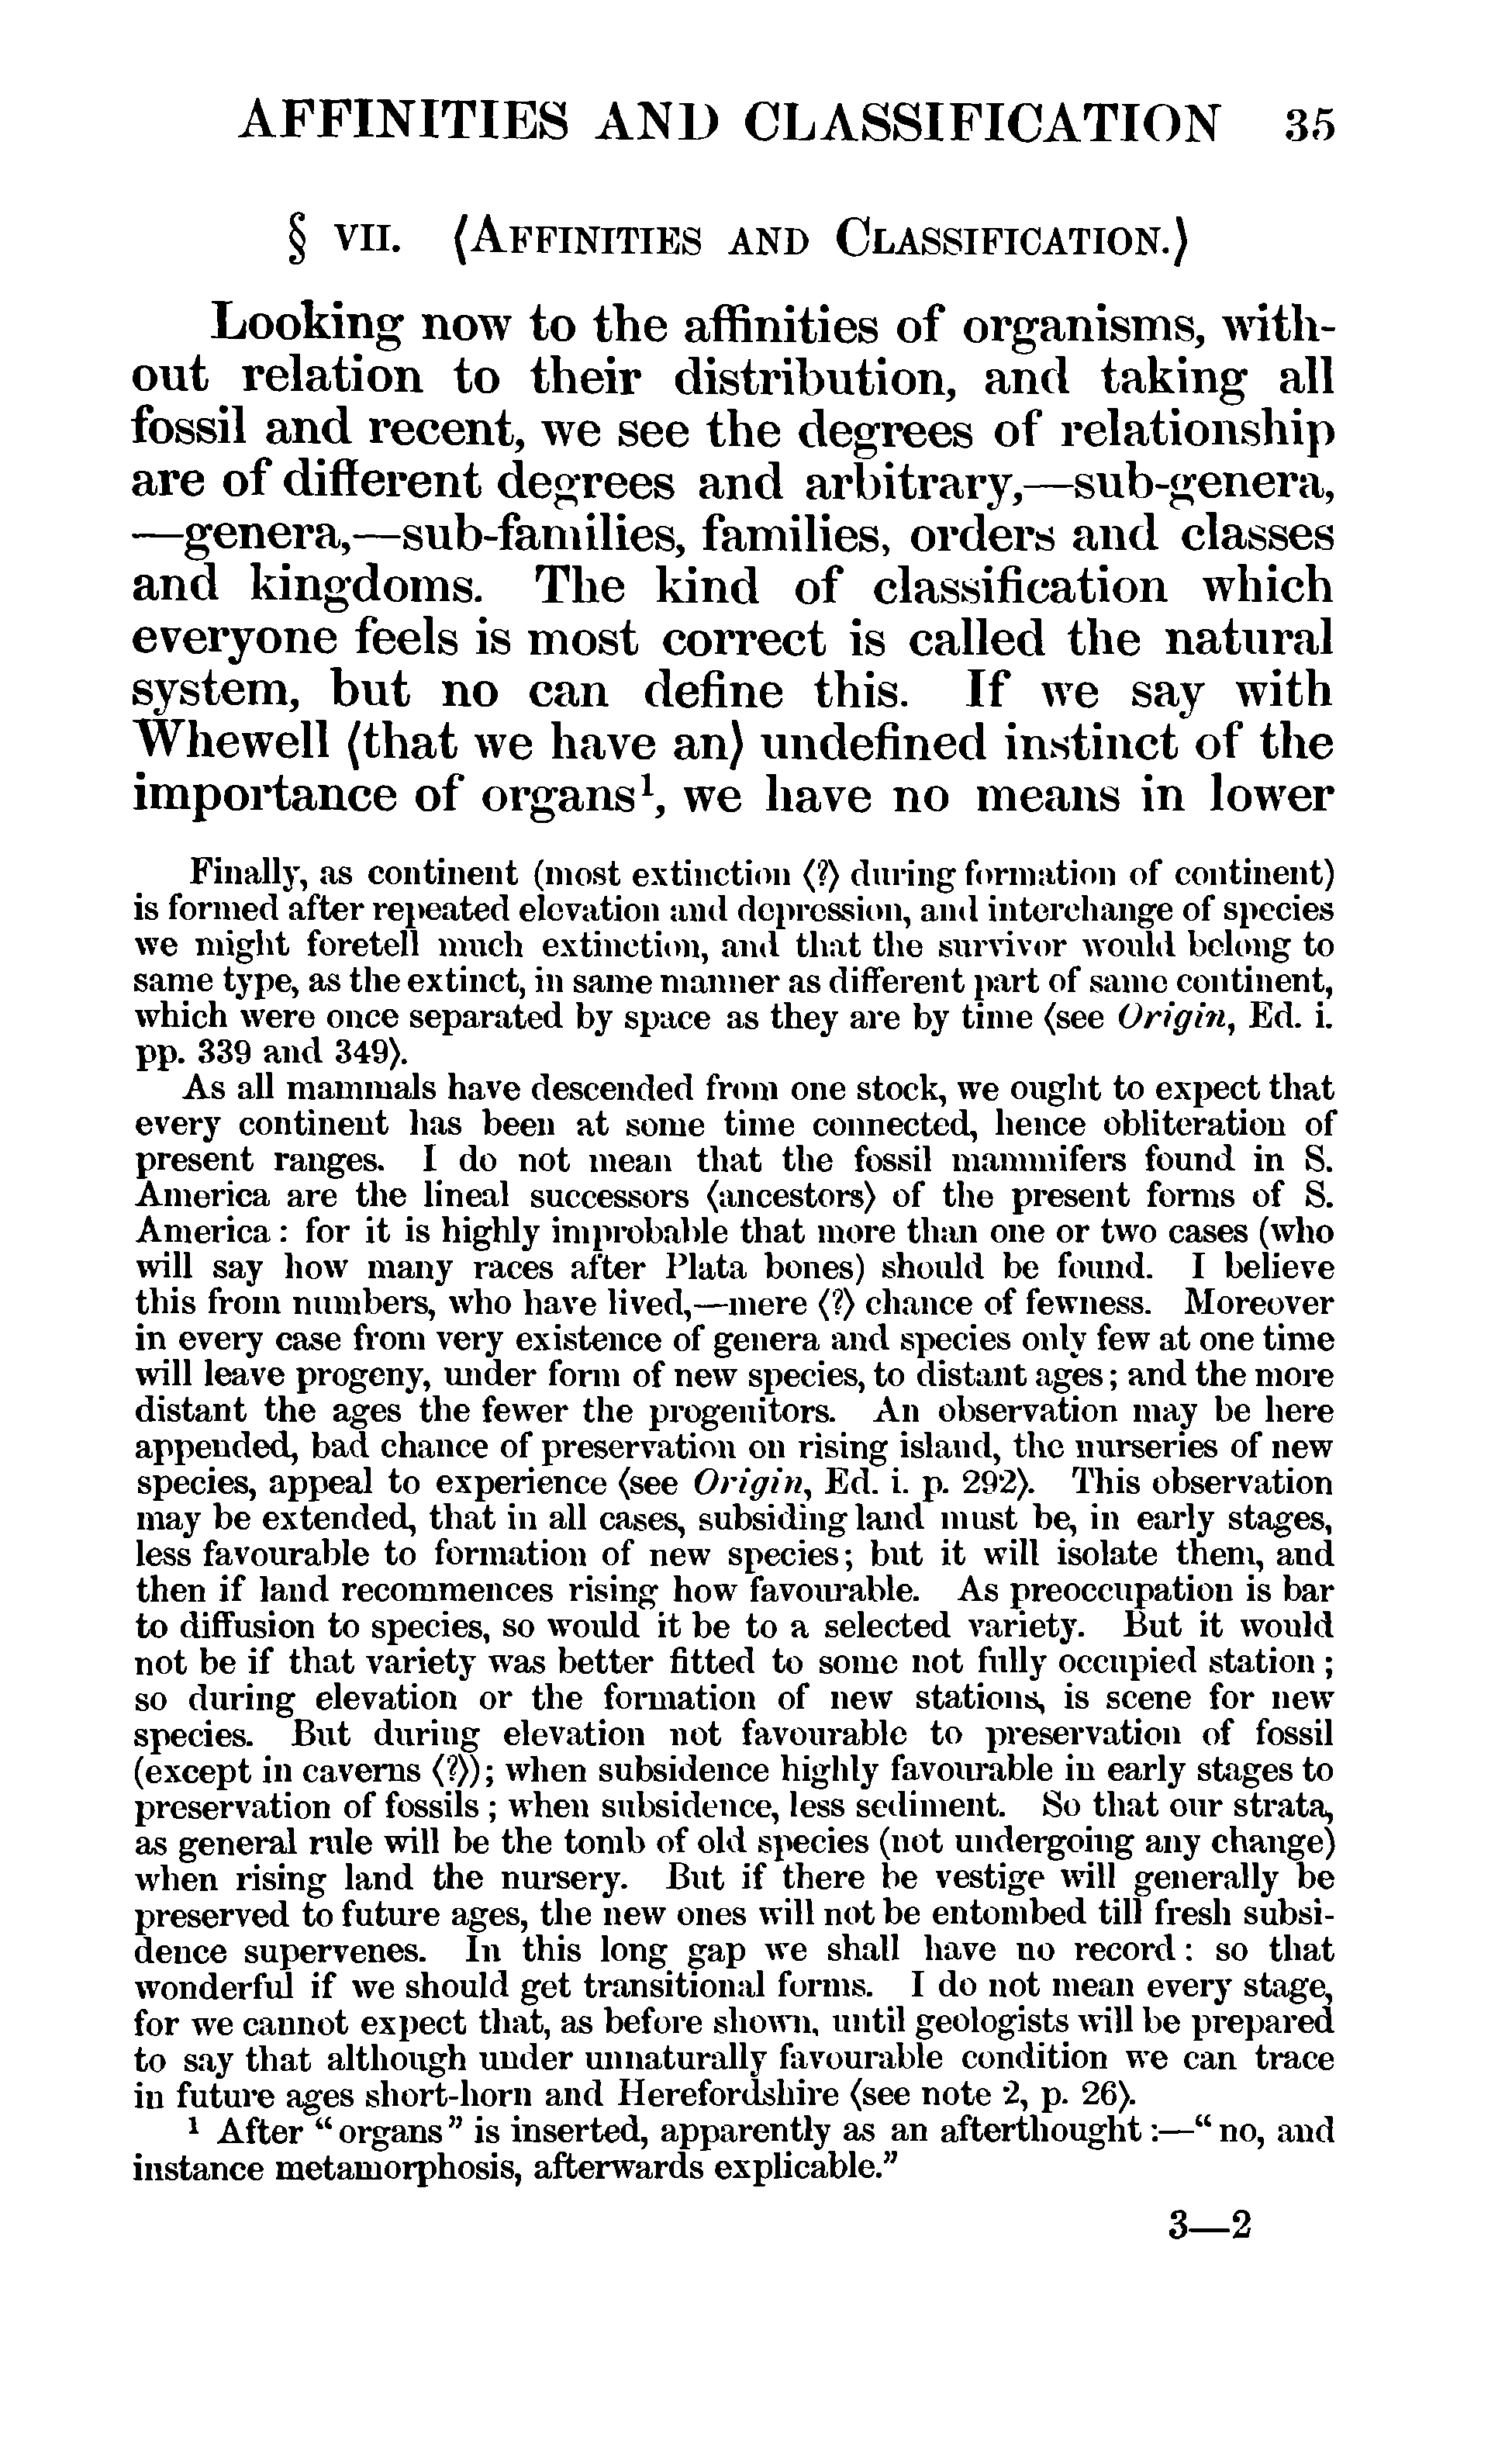 AFFINITIES AND CLASSIFICATION 35
§ VII. ⟨AFFINITIES AND CLASSIFICATION.⟩
Looking now to the affinities of organisms, with-
out relation to their distribution, and taking all
fossil and recent, we see the degrees of relationship
are of different degrees and arbitrary,—sub-genera,
—genera,—sub-families, families, orders and classes
and kingdoms. The kind of classification which
everyone feels is most correct is called the natural
system, but no can define this. If we say with
Whewell ⟨that we have an⟩ undefined instinct of the
importance of organs¹, we have no means in lower
Finally, as continent (most extinction ⟨?⟩ during formation of continent)
is formed after repeated elevation and depression, and interchange of species
we might foretell much extinction, and that the survivor would belong to
same type, as the extinct, in same manner as different part of same continent,
which were once separated by space as they are by time ⟨see Origin, Ed. i.
pp. 339 and 349⟩.
As all mammals have descended from one stock, we ought to expect that
every continent has been at some time connected, hence obliteration of
present ranges. I do not mean that the fossil mammifers found in S.
America are the lineal successors ⟨ancestors⟩ of the present forms of S.
America: for it is highly improbable that more than one or two cases (who
will say how many races after Plata bones) should be found. I believe
this from numbers, who have lived,—mere ⟨?⟩ chance of fewness. Moreover
in every case from very existence of genera and species only few at one time
will leave progeny, under form of new species, to distant ages; and the more
distant the ages the fewer the progenitors. An observation may be here
appended, bad chance of preservation on rising island, the nurseries of new
species, appeal to experience ⟨see Origin, Ed. i. p. 292⟩. This observation
may be extended, that in all cases, subsiding land must be, in early stages,
less favourable to formation of new species; but it will isolate them, and
then if land recommences rising how favourable. As preoccupation is bar
to diffusion to species, so would it be to a selected variety. But it would
not be if that variety was better fitted to some not fully occupied station;
so during elevation or the formation of new stations, is scene for new
species. But during elevation not favourable to preservation of fossil
(except in caverns ⟨?⟩); when subsidence highly favourable in early stages to
preservation of fossils; when subsidence, less sediment. So that our strata,
as general rule will be the tomb of old species (not undergoing any change)
when rising land the nursery. But if there be vestige will generally be
preserved to future ages, the new ones will not be entombed till fresh subsi-
dence supervenes. In this long gap we shall have no record: so that
wonderful if we should get transitional forms. I do not mean every stage,
for we cannot expect that, as before shown, until geologists will be prepared
to say that although under unnaturally favourable condition we can trace
in future ages short-horn and Herefordshire ⟨see note 2, p. 26⟩.
¹ After “organs” is inserted, apparently as an afterthought:—“no, and
instance metamorphosis, afterwards explicable.”
3—2